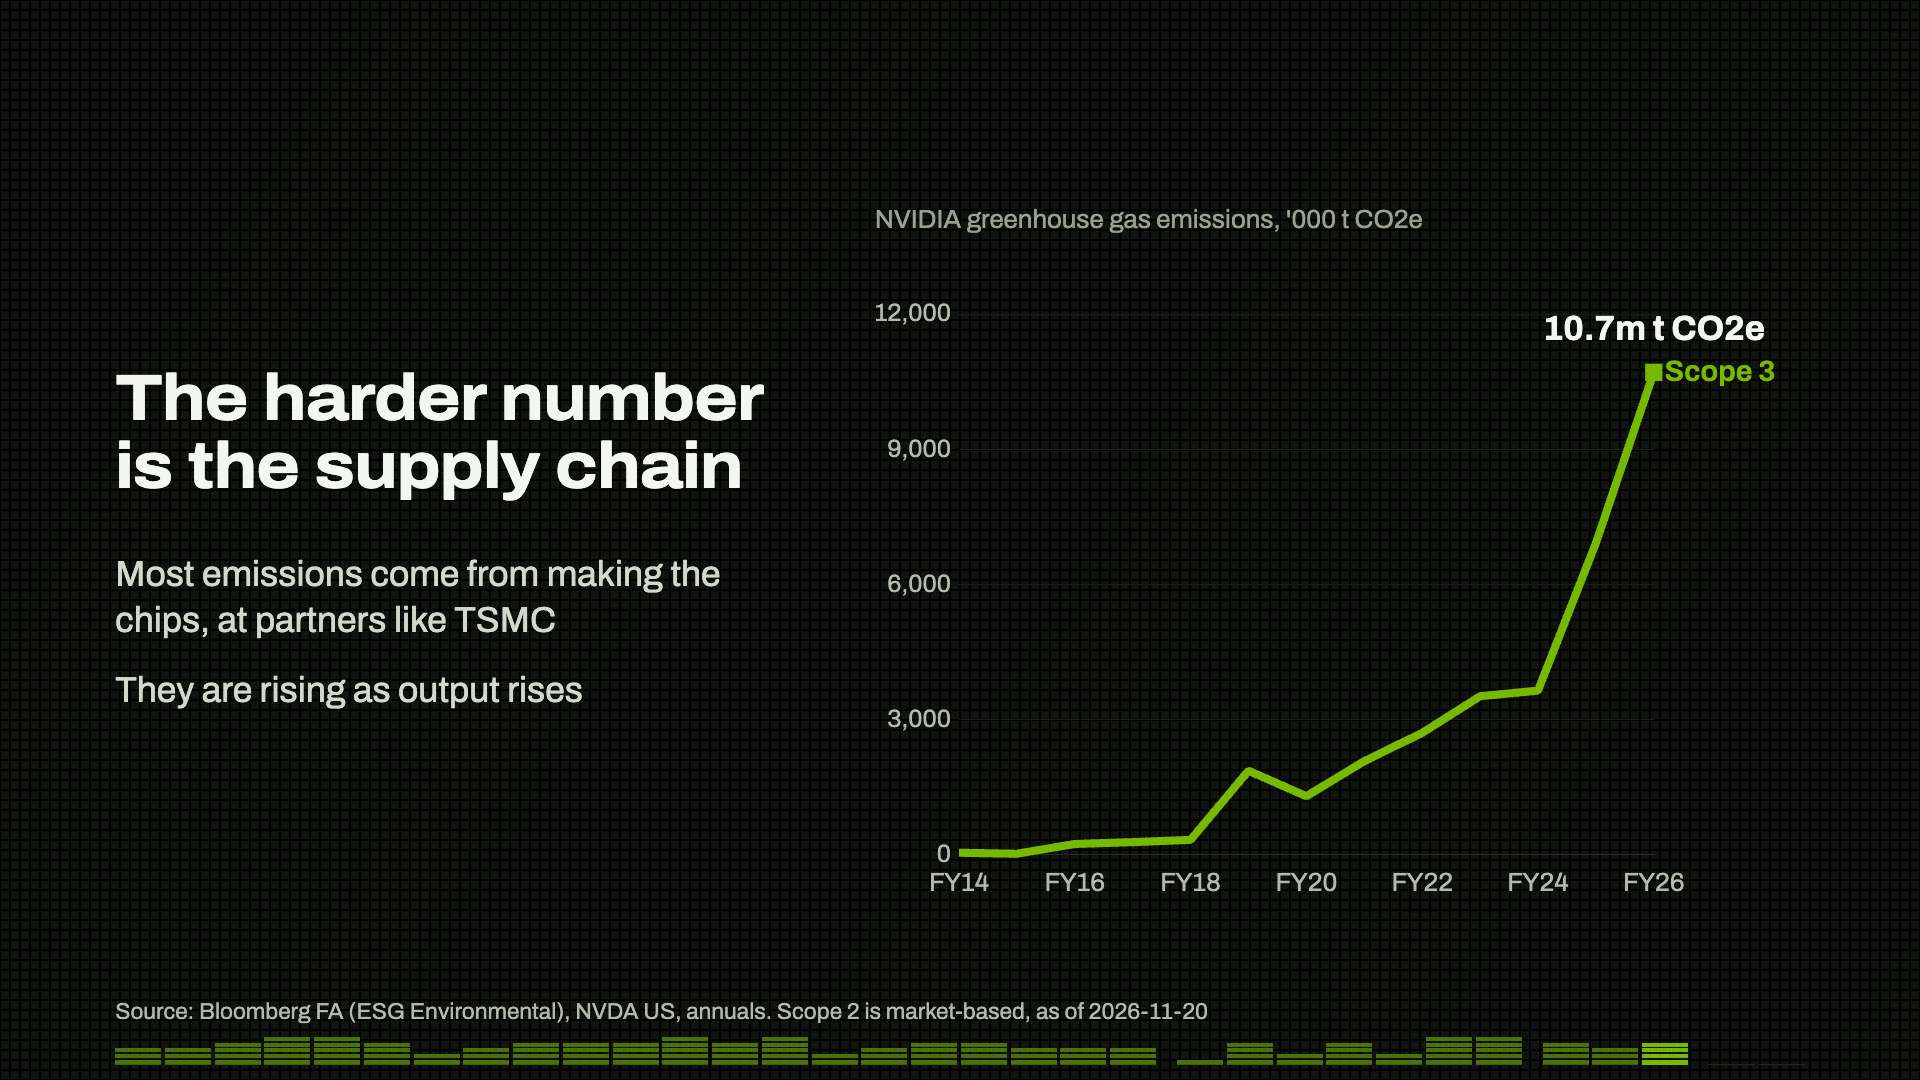 NVIDIA greenhouse gas emissions, '000 t CO2e
The harder number
is the supply chain
Most emissions come from making the
chips, at partners like TSMC
They are rising as output rises
12,000
9,000
6,000
3,000
0
10.7m t CO2e
Scope 3
FY14 FY16 FY18 FY20 FY22 FY24 FY26
Source: Bloomberg FA (ESG Environmental), NVDA US, annuals. Scope 2 is market-based, as of 2026-11-20